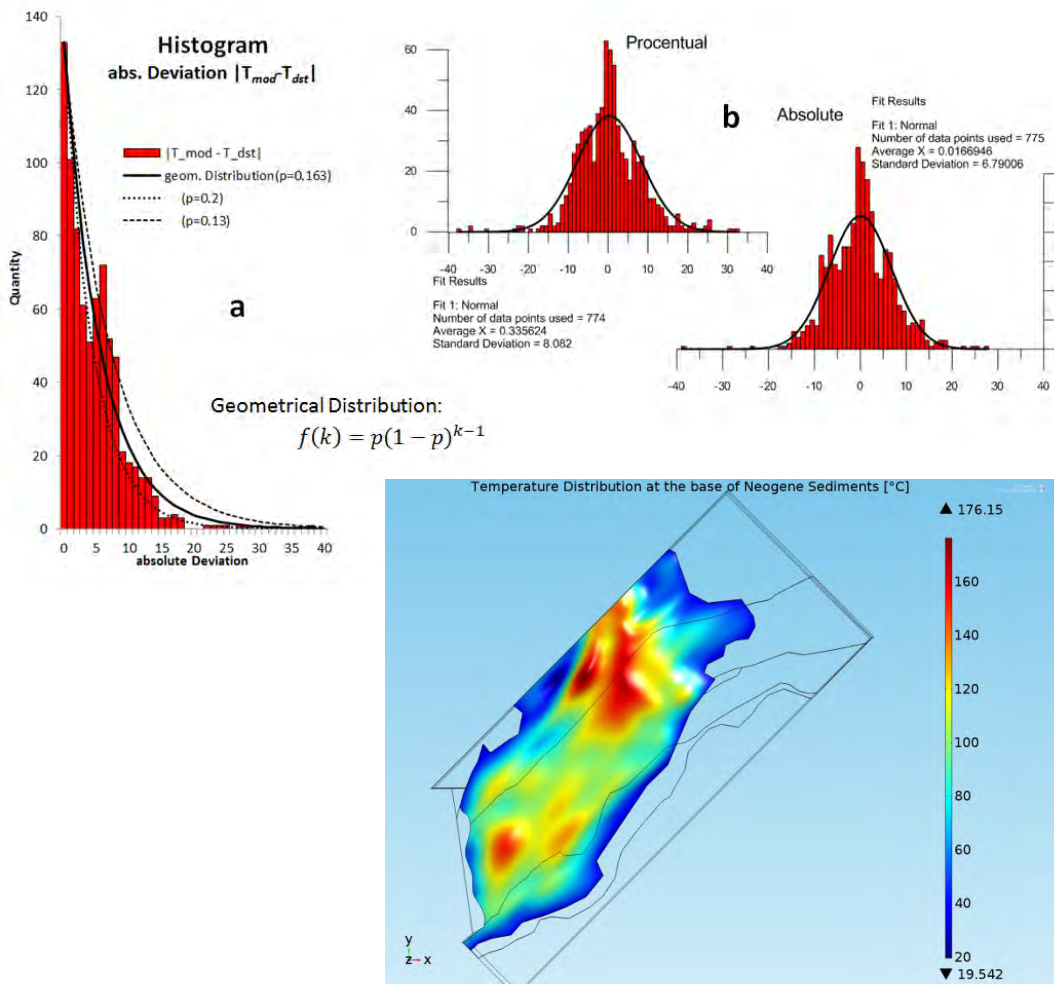 Histogram
abs. Deviation |T_mod-T_dst|
140
120
100
80
60
40
20
0
Quantity
|T_mod - T_dst|
geom. Distribution(p=0,163)
(p=0.2)
(p=0.13)
a
0 5 10 15 20 25 30 35 40
absolute Deviation
Procentual
60
40
20
0
-40 -30 -20 -10 0 10 20 30 40
Fit Results
Fit 1: Normal
Number of data points used = 774
Average X = 0.335624
Standard Deviation = 8.082
b
Absolute
Fit Results
Fit 1: Normal
Number of data points used = 775
Average X = 0.0166946
Standard Deviation = 6.79006
-40 -30 -20 -10 0 10 20 30 40
Geometrical Distribution:
f(k) = p(1 − p)^{k−1}
Temperature Distribution at the base of Neogene Sediments [°C]
▲ 176.15
160
140
120
100
80
60
40
20
▼ 19.542
y
z x